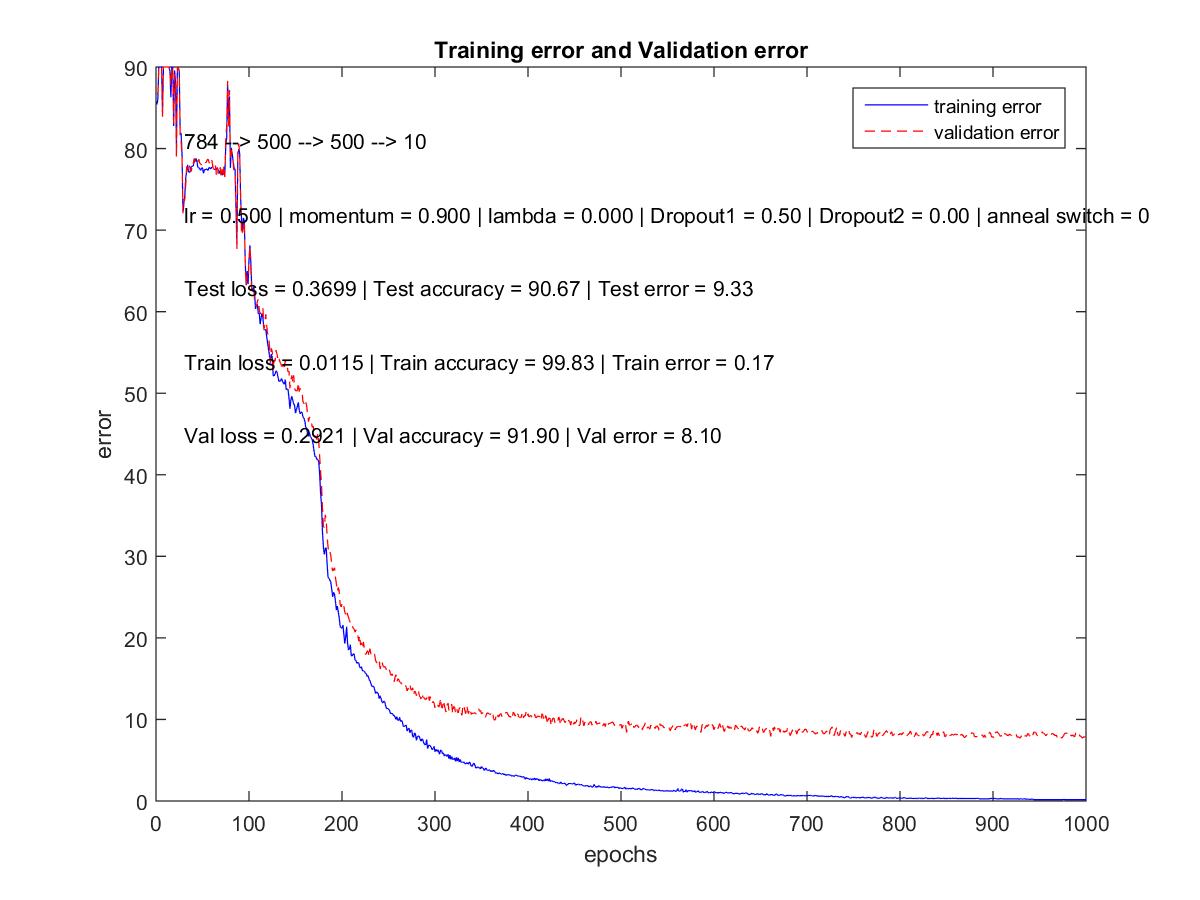 Training error and Validation error
90
80
70
60
50
40
30
20
10
0
error
training error
validation error
784 --> 500 --> 500 --> 10
lr = 0.500 | momentum = 0.900 | lambda = 0.000 | Dropout1 = 0.50 | Dropout2 = 0.00 | anneal switch = 0
Test loss = 0.3699 | Test accuracy = 90.67 | Test error = 9.33
Train loss = 0.0115 | Train accuracy = 99.83 | Train error = 0.17
Val loss = 0.2921 | Val accuracy = 91.90 | Val error = 8.10
0 100 200 300 400 500 600 700 800 900 1000
epochs